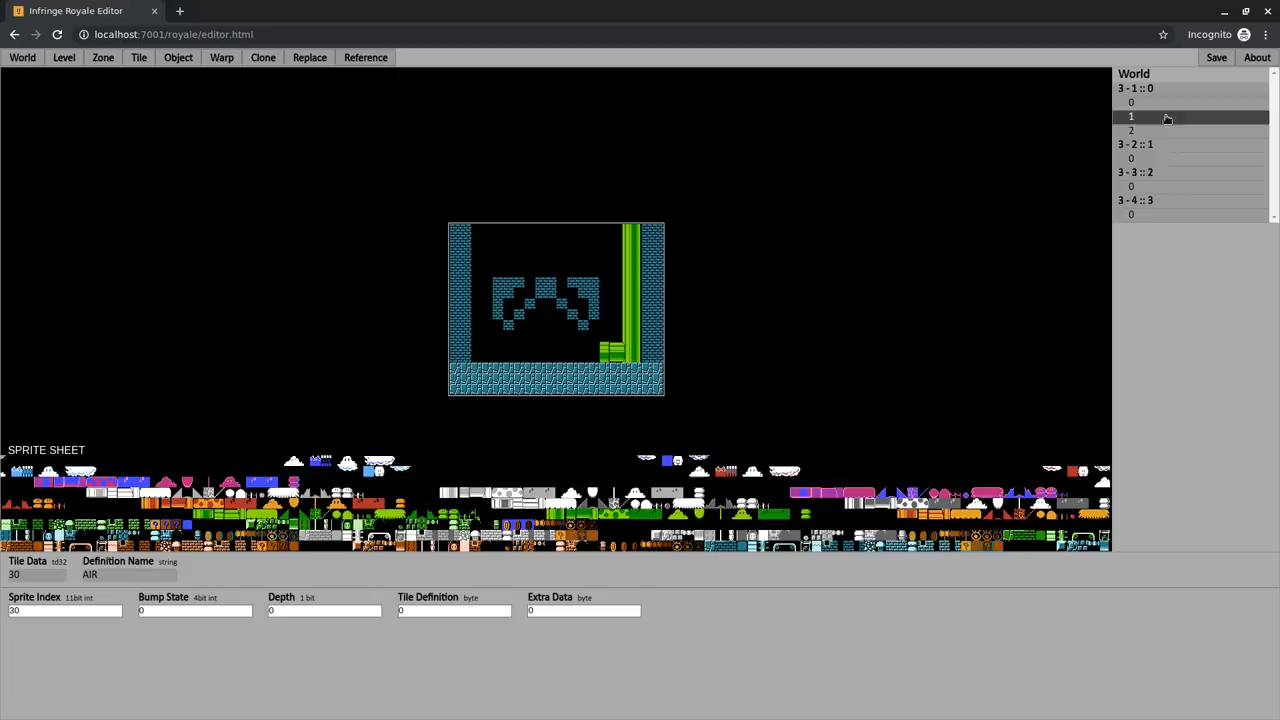 Infringe Royale Editor
localhost:7001/royale/editor.html
Incognito
World Level Zone Tile Object Warp Clone Replace Reference Save About
World
3 - 1 :: 0
0
1
2
3 - 2 :: 1
0
3 - 3 :: 2
0
3 - 4 :: 3
0
SPRITE SHEET
Tile Data td32 Definition Name string
30 AIR
Sprite Index 11bit int Bump State 4bit int Depth 1 bit Tile Definition byte Extra Data byte
30 0 0 0 0